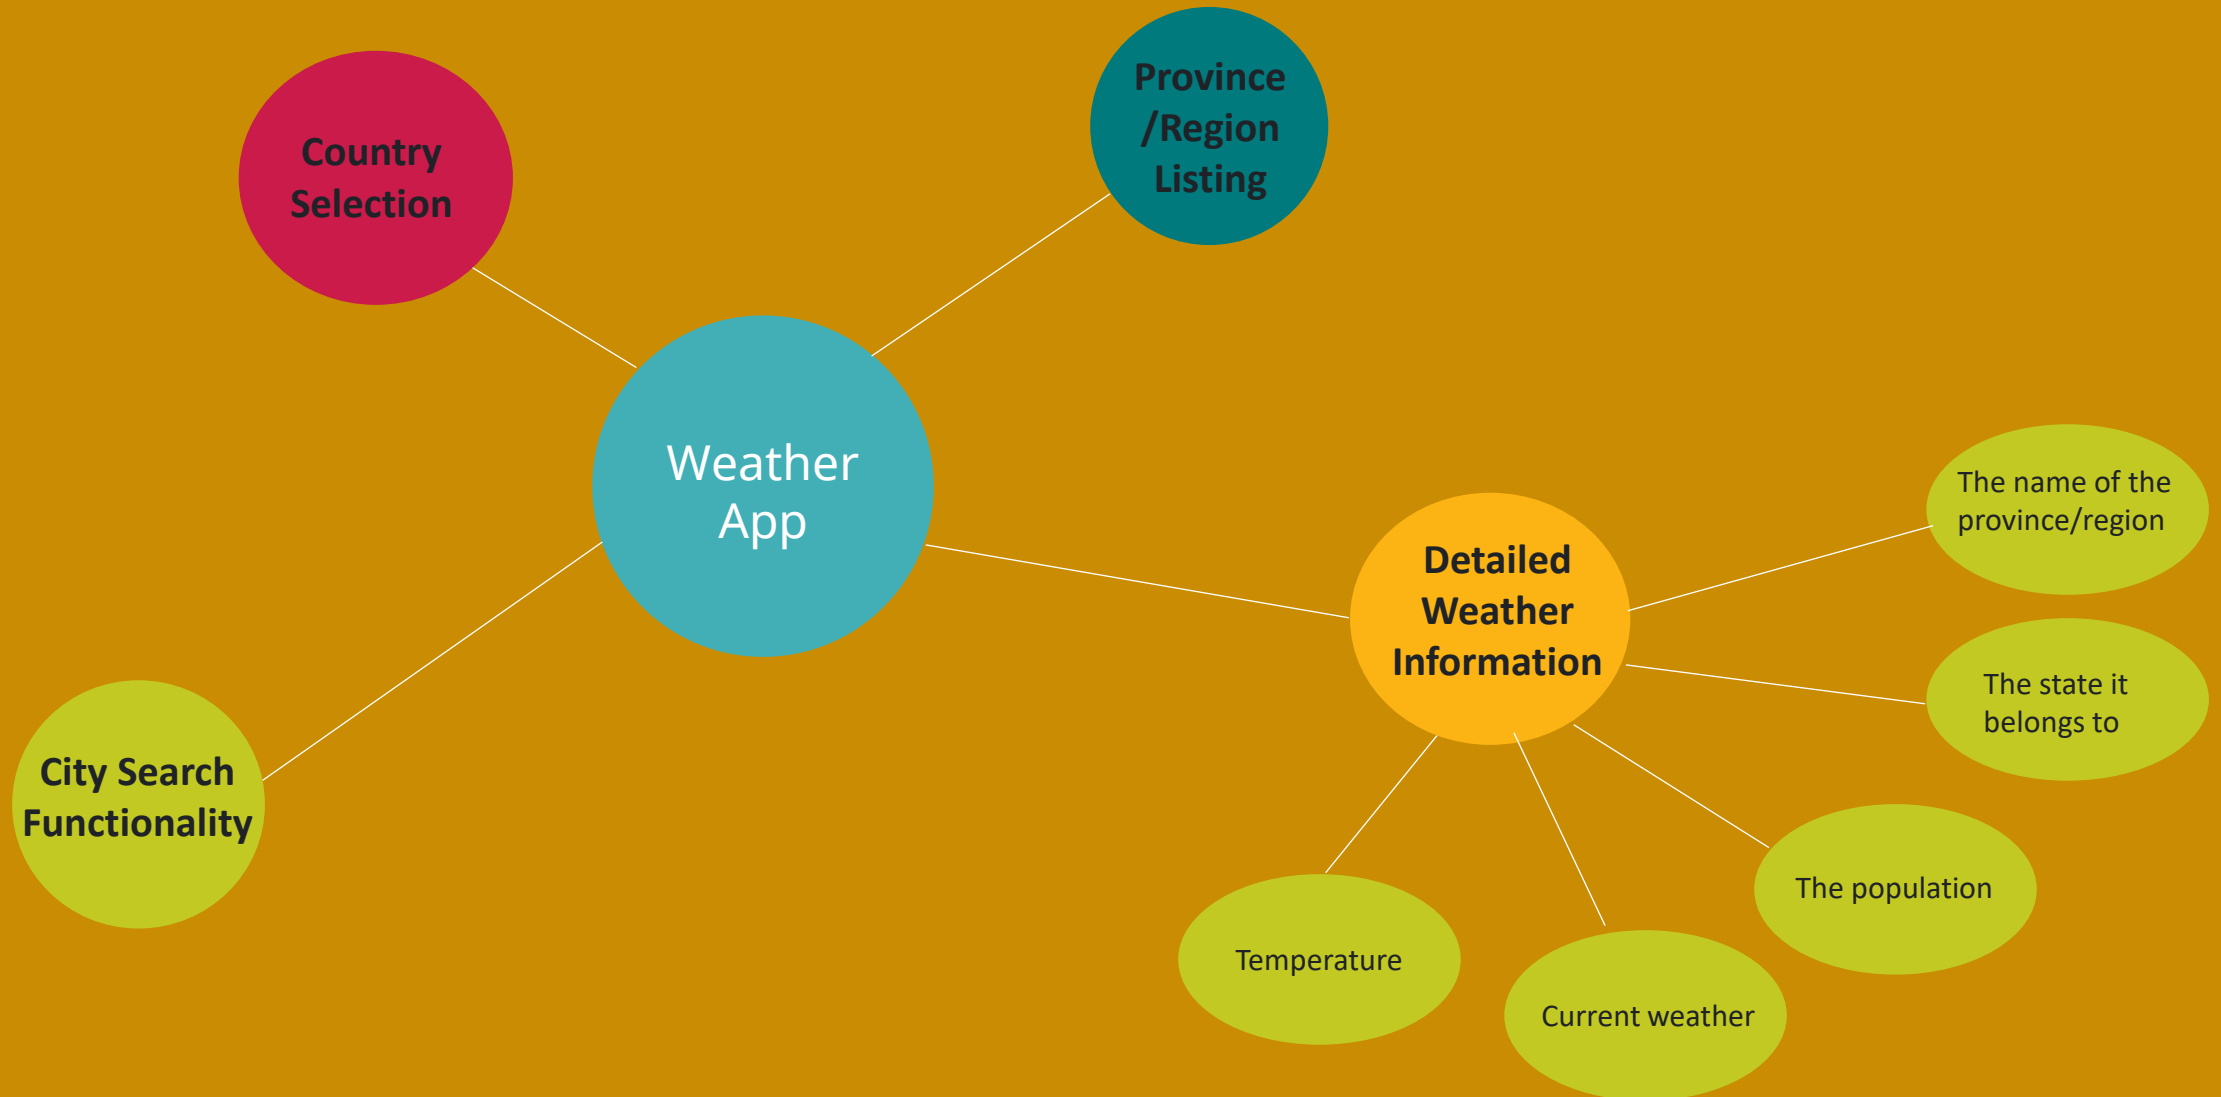 Country
Selection
Province
/Region
Listing
Weather
App
City Search
Functionality
Detailed
Weather
Information
The name of the
province/region
The state it
belongs to
The population
Current weather
Temperature